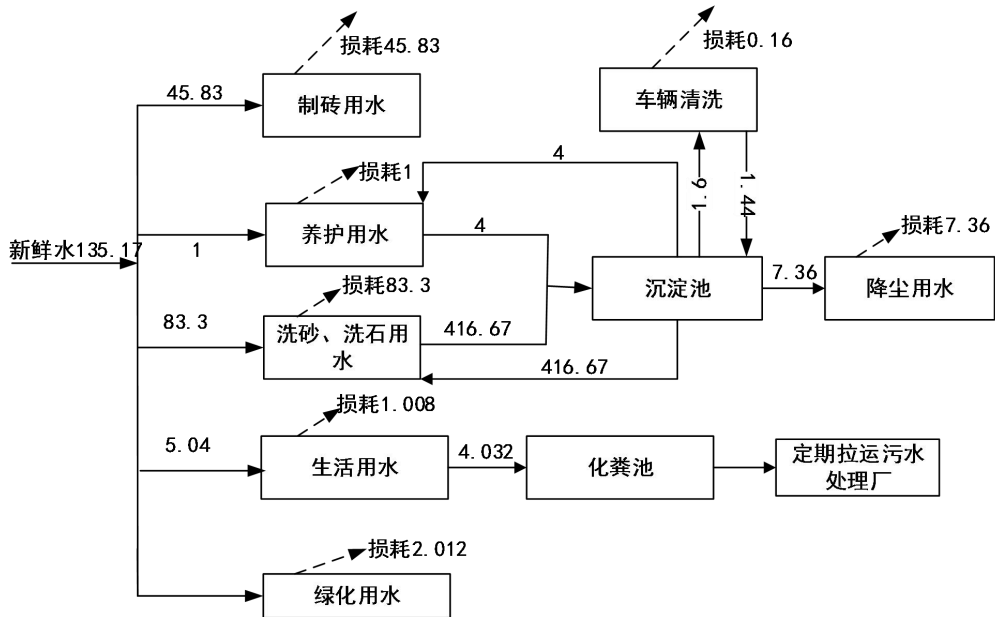 损耗45.83
损耗0.16
45.83
制砖用水
车辆清洗
损耗1
4
1.6
1.44
养护用水
4
损耗7.36
新鲜水135.17
1
沉淀池
7.36
降尘用水
损耗83.3
83.3
洗砂、洗石用
水
416.67
416.67
损耗1.008
5.04
生活用水
4.032
化粪池
定期拉运污水
处理厂
损耗2.012
绿化用水